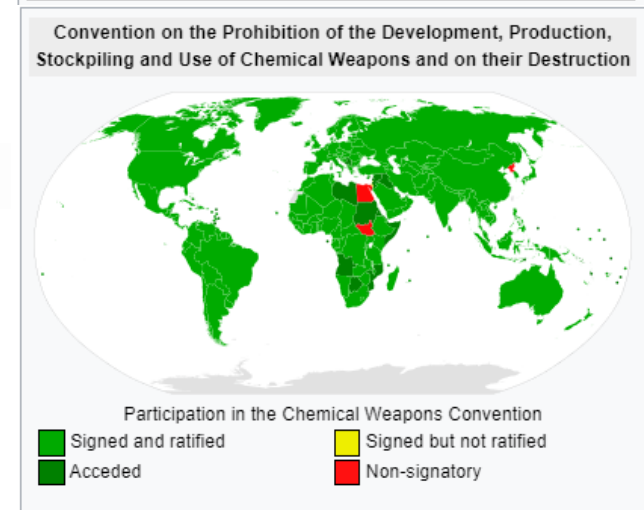 Convention on the Prohibition of the Development, Production,
Stockpiling and Use of Chemical Weapons and on their Destruction
Participation in the Chemical Weapons Convention
Signed and ratified
Signed but not ratified
Acceded
Non-signatory